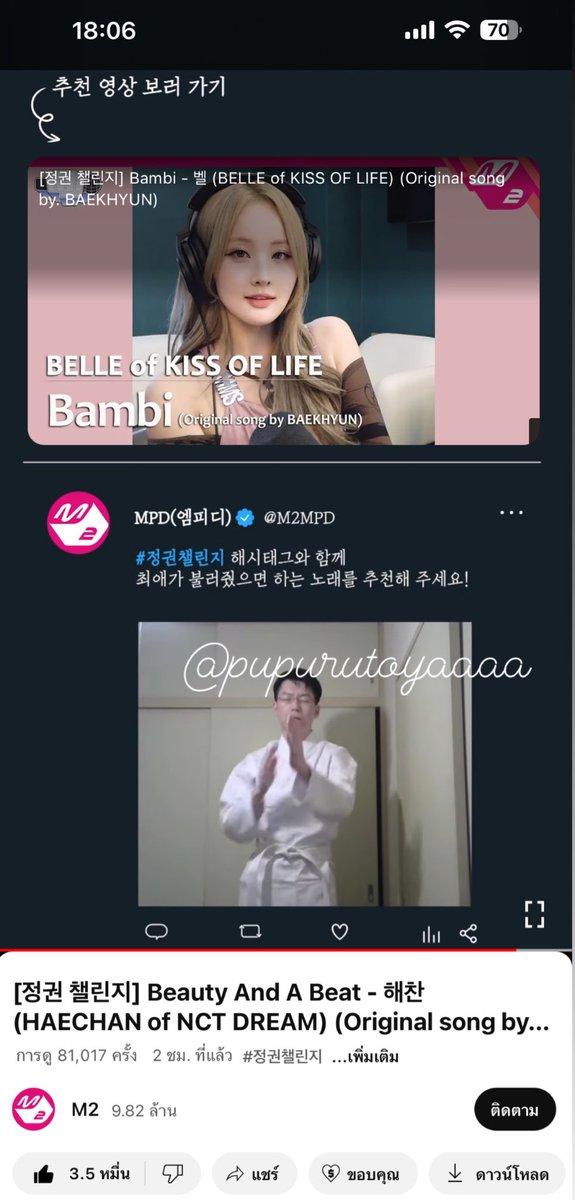 18:06
70
추천 영상 보러 가기
[정권 챌린지] Bambi - 벨 (BELLE of KISS OF LIFE) (Original song
by. BAEKHYUN)
M2
BELLE of KISS OF LIFE
Bambi (Original song by BAEKHYUN)
M2
MPD(엠피디) @M2MPD
#정권챌린지 해시태그와 함께
최애가 불러줬으면 하는 노래를 추천해 주세요!
@pupurutoyaaaa
[정권 챌린지] Beauty And A Beat - 해찬
(HAECHAN of NCT DREAM) (Original song by...
การดู 81,017 ครั้ง 2 ชม. ที่แล้ว #정권챌린지 ...เพิ่มเติม
M2
M2 9.82 ล้าน
ติดตาม
3.5 หมื่น
แชร์
ขอบคุณ
ดาวน์โหลด